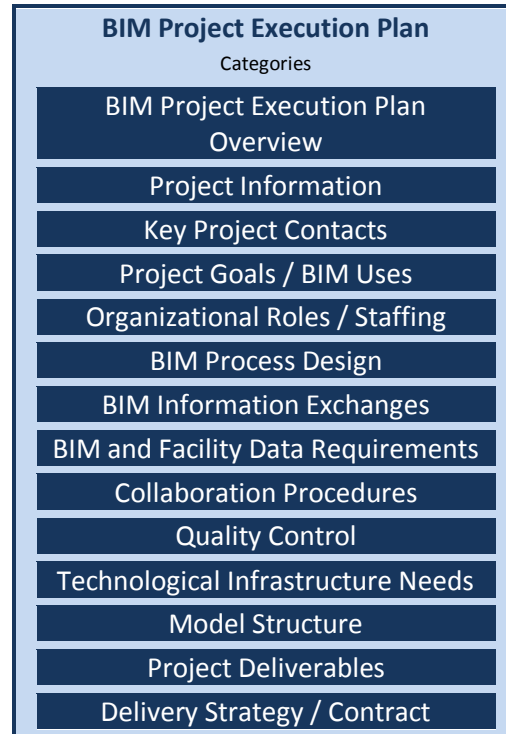 BIM Project Execution Plan
Categories
BIM Project Execution Plan
Overview
Project Information
Key Project Contacts
Project Goals / BIM Uses
Organizational Roles / Staffing
BIM Process Design
BIM Information Exchanges
BIM and Facility Data Requirements
Collaboration Procedures
Quality Control
Technological Infrastructure Needs
Model Structure
Project Deliverables
Delivery Strategy / Contract